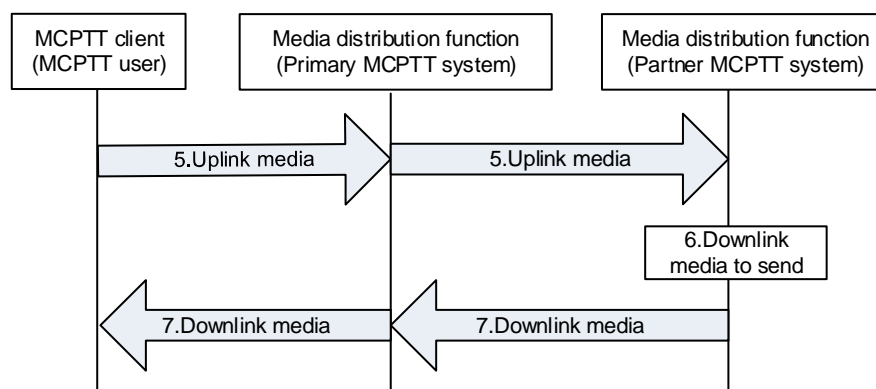 MCPTT client
(MCPTT user)
Media distribution function
(Primary MCPTT system)
Media distribution function
(Partner MCPTT system)
5.Uplink media
5.Uplink media
6.Downlink
media to send
7.Downlink media
7.Downlink media